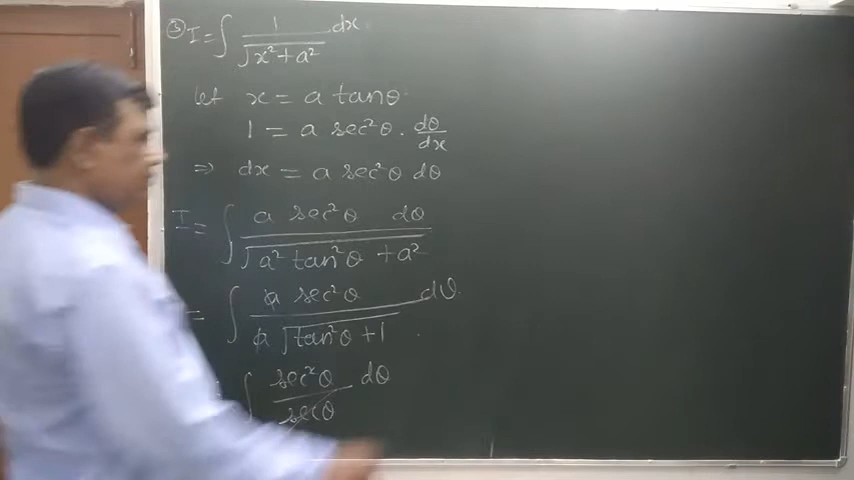 ③ I = ∫ 1/√(x² + a²) dx
let x = a tanθ
1 = a sec²θ . dθ/dx
⇒ dx = a sec²θ dθ
I = ∫ a sec²θ dθ / √(a² tan²θ + a²)
= ∫ a sec²θ / a √(tan²θ + 1) dθ
∫ sec²θ / secθ dθ